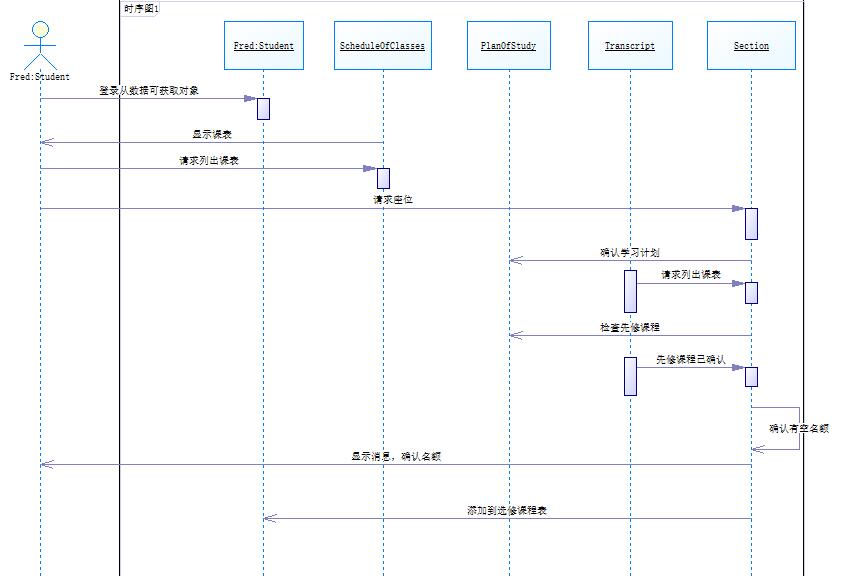 时序图1
Fred:Student
ScheduleOfClasses
PlanOfStudy
Transcript
Section
Fred:Student
登录从数据可获取对象
显示课表
请求列出课表
请求座位
确认学习计划
请求列出课表
检查先修课程
先修课程已确认
确认有空名额
显示消息，确认名额
添加到选修课程表